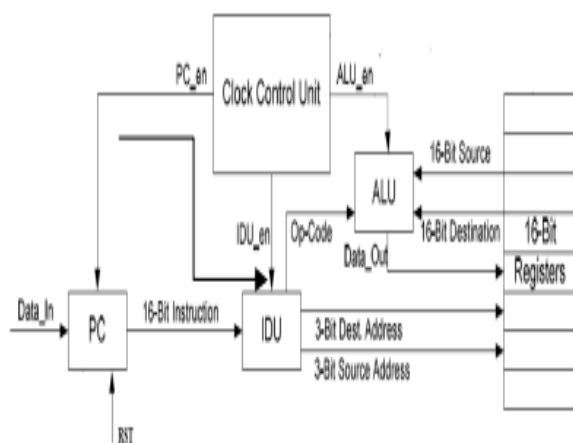 PC_en
Clock Control Unit
ALU_en
16-Bit Source
ALU
IDU_en
Op-Code
16-Bit Destination
16-Bit
Data_Out
Registers
Data_In
PC
16-Bit Instruction
IDU
3-Bit Dest. Address
3-Bit Source Address
RST